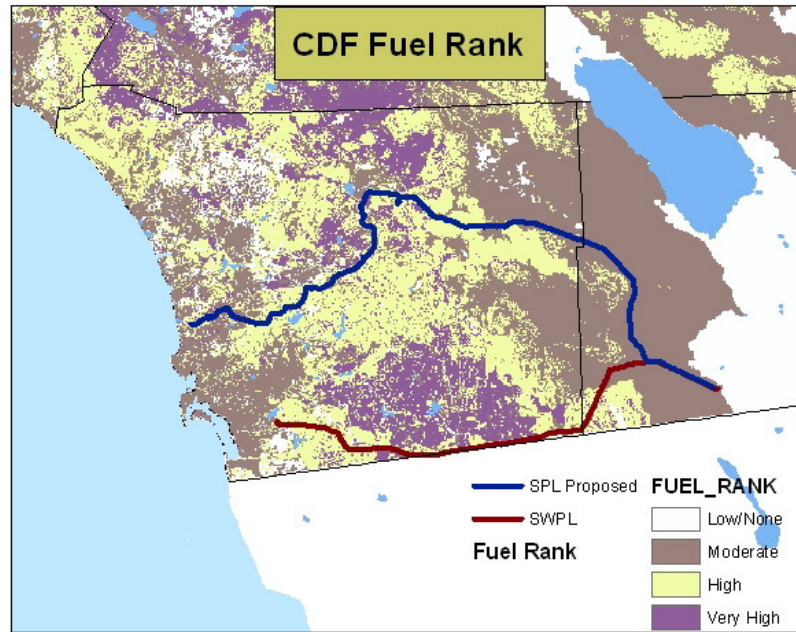 CDF Fuel Rank
SPL Proposed
SWPL
Fuel Rank
FUEL_RANK
Low/None
Moderate
High
Very High